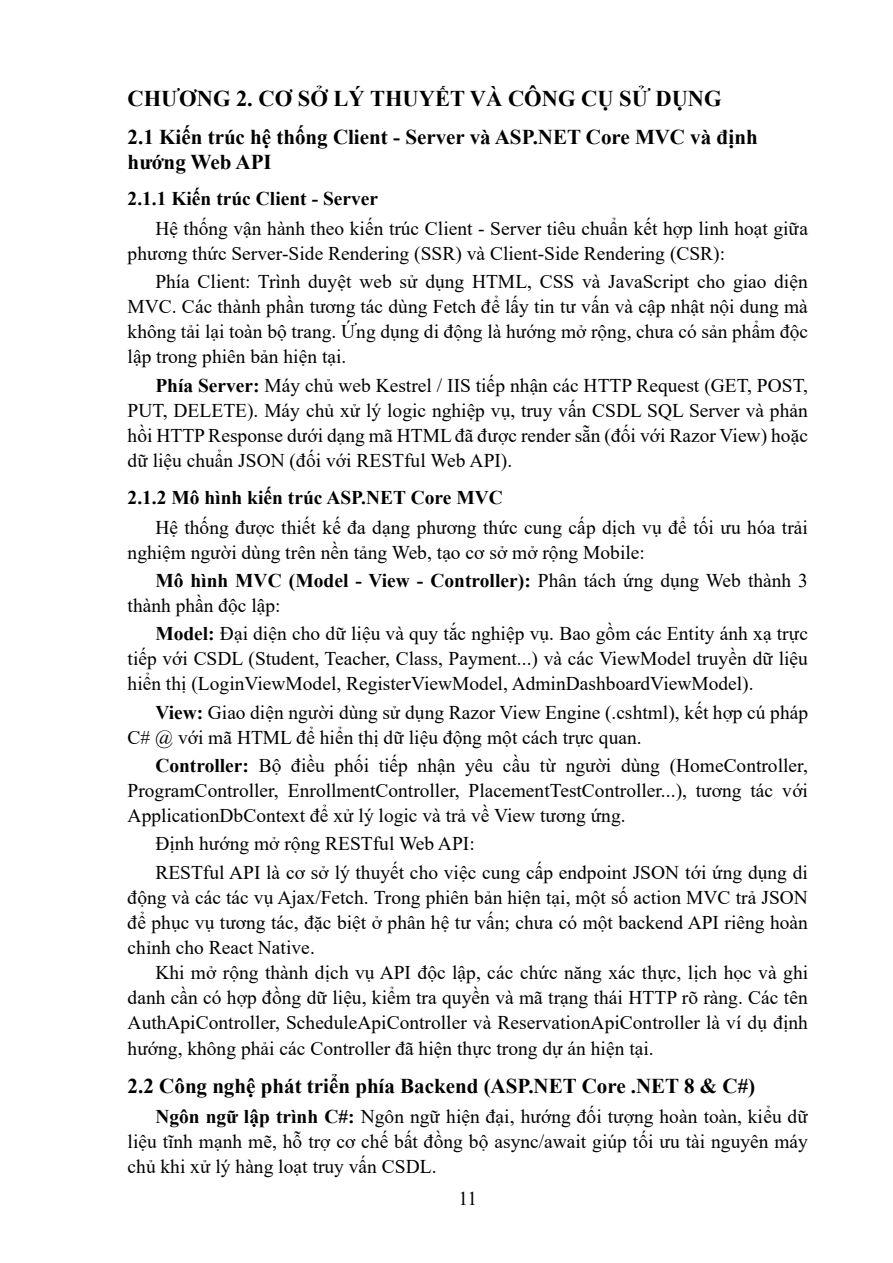 CHƯƠNG 2. CƠ SỞ LÝ THUYẾT VÀ CÔNG CỤ SỬ DỤNG
2.1 Kiến trúc hệ thống Client - Server và ASP.NET Core MVC và định
hướng Web API
2.1.1 Kiến trúc Client - Server
Hệ thống vận hành theo kiến trúc Client - Server tiêu chuẩn kết hợp linh hoạt giữa
phương thức Server-Side Rendering (SSR) và Client-Side Rendering (CSR):
Phía Client: Trình duyệt web sử dụng HTML, CSS và JavaScript cho giao diện
MVC. Các thành phần tương tác dùng Fetch để lấy tin tư vấn và cập nhật nội dung mà
không tải lại toàn bộ trang. Ứng dụng di động là hướng mở rộng, chưa có sản phẩm độc
lập trong phiên bản hiện tại.
Phía Server: Máy chủ web Kestrel / IIS tiếp nhận các HTTP Request (GET, POST,
PUT, DELETE). Máy chủ xử lý logic nghiệp vụ, truy vấn CSDL SQL Server và phản
hồi HTTP Response dưới dạng mã HTML đã được render sẵn (đối với Razor View) hoặc
dữ liệu chuẩn JSON (đối với RESTful Web API).
2.1.2 Mô hình kiến trúc ASP.NET Core MVC
Hệ thống được thiết kế đa dạng phương thức cung cấp dịch vụ để tối ưu hóa trải
nghiệm người dùng trên nền tảng Web, tạo cơ sở mở rộng Mobile:
Mô hình MVC (Model - View - Controller): Phân tách ứng dụng Web thành 3
thành phần độc lập:
Model: Đại diện cho dữ liệu và quy tắc nghiệp vụ. Bao gồm các Entity ánh xạ trực
tiếp với CSDL (Student, Teacher, Class, Payment...) và các ViewModel truyền dữ liệu
hiển thị (LoginViewModel, RegisterViewModel, AdminDashboardViewModel).
View: Giao diện người dùng sử dụng Razor View Engine (.cshtml), kết hợp cú pháp
C# @ với mã HTML để hiển thị dữ liệu động một cách trực quan.
Controller: Bộ điều phối tiếp nhận yêu cầu từ người dùng (HomeController,
ProgramController, EnrollmentController, PlacementTestController...), tương tác với
ApplicationDbContext để xử lý logic và trả về View tương ứng.
Định hướng mở rộng RESTful Web API:
RESTful API là cơ sở lý thuyết cho việc cung cấp endpoint JSON tới ứng dụng di
động và các tác vụ Ajax/Fetch. Trong phiên bản hiện tại, một số action MVC trả JSON
để phục vụ tương tác, đặc biệt ở phân hệ tư vấn; chưa có một backend API riêng hoàn
chỉnh cho React Native.
Khi mở rộng thành dịch vụ API độc lập, các chức năng xác thực, lịch học và ghi
danh cần có hợp đồng dữ liệu, kiểm tra quyền và mã trạng thái HTTP rõ ràng. Các tên
AuthApiController, ScheduleApiController và ReservationApiController là ví dụ định
hướng, không phải các Controller đã hiện thực trong dự án hiện tại.
2.2 Công nghệ phát triển phía Backend (ASP.NET Core .NET 8 & C#)
Ngôn ngữ lập trình C#: Ngôn ngữ hiện đại, hướng đối tượng hoàn toàn, kiểu dữ
liệu tĩnh mạnh mẽ, hỗ trợ cơ chế bất đồng bộ async/await giúp tối ưu tài nguyên máy
chủ khi xử lý hàng loạt truy vấn CSDL.
11